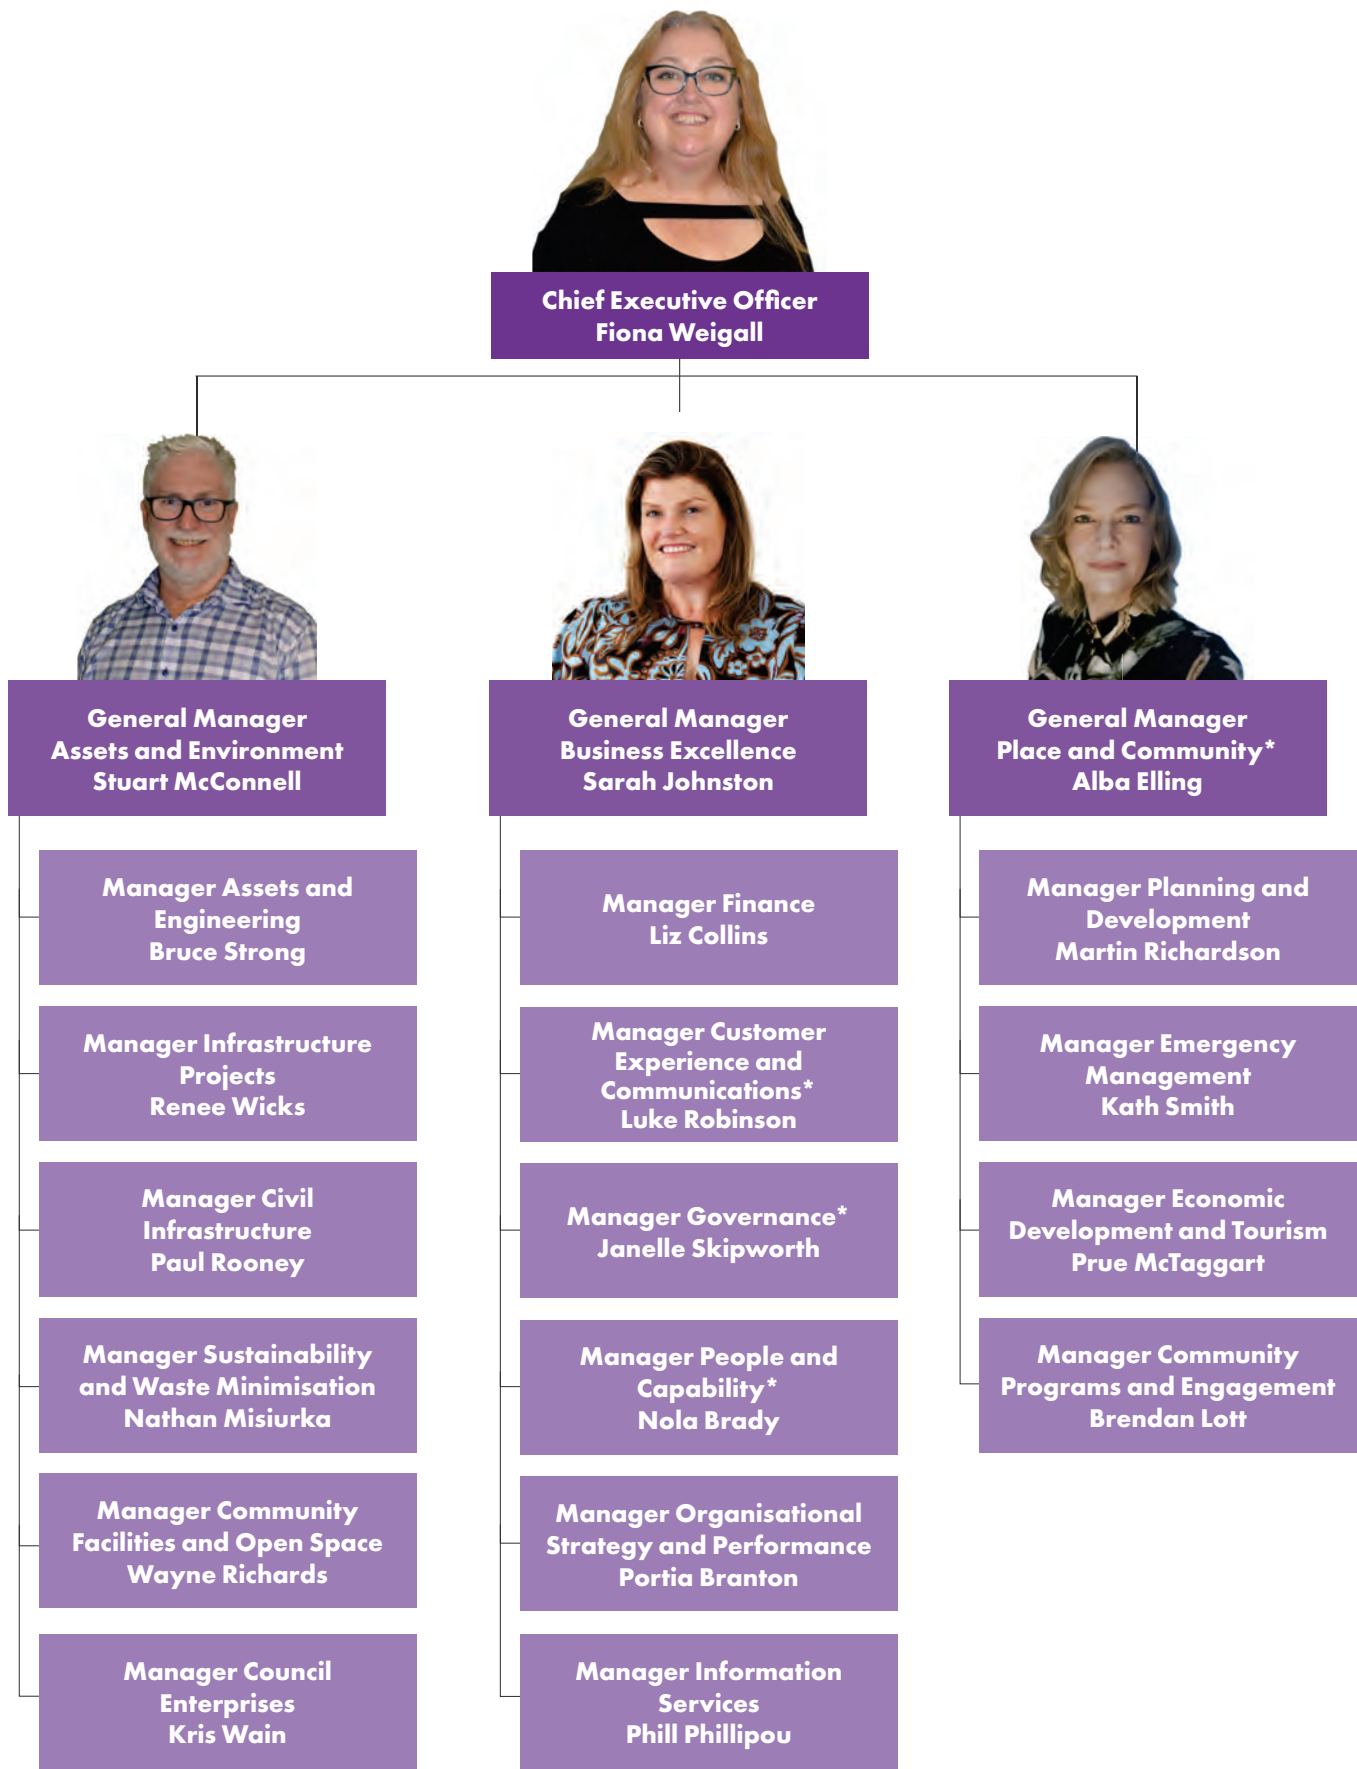 Chief Executive Officer
Fiona Weigall
General Manager
Assets and Environment
Stuart McConnell
Manager Assets and
Engineering
Bruce Strong
Manager Infrastructure
Projects
Renee Wicks
Manager Civil
Infrastructure
Paul Rooney
Manager Sustainability
and Waste Minimisation
Nathan Misiurka
Manager Community
Facilities and Open Space
Wayne Richards
Manager Council
Enterprises
Kris Wain
General Manager
Business Excellence
Sarah Johnston
Manager Finance
Liz Collins
Manager Customer
Experience and
Communications*
Luke Robinson
Manager Governance*
Janelle Skipworth
Manager People and
Capability*
Nola Brady
Manager Organisational
Strategy and Performance
Portia Branton
Manager Information
Services
Phill Phillipou
General Manager
Place and Community*
Alba Elling
Manager Planning and
Development
Martin Richardson
Manager Emergency
Management
Kath Smith
Manager Economic
Development and Tourism
Prue McTaggart
Manager Community
Programs and Engagement
Brendan Lott